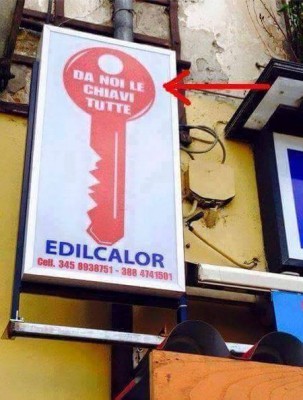 DA NOI LE
CHIAVI
TUTTE
EDILCALOR
Cell. 345 8938751 - 388 4741501